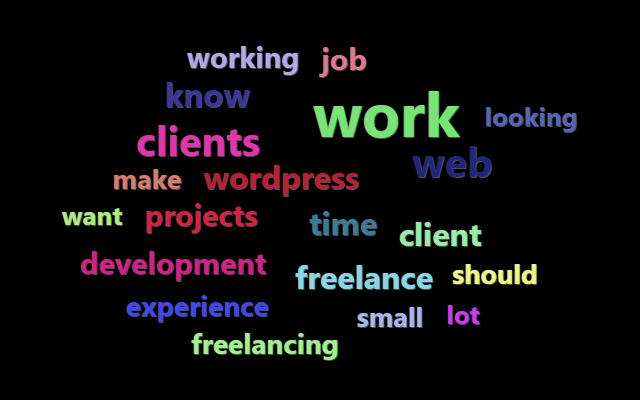 working job
know
work looking
clients
web
make wordpress
want projects
time client
development
freelance should
experience
small lot
freelancing